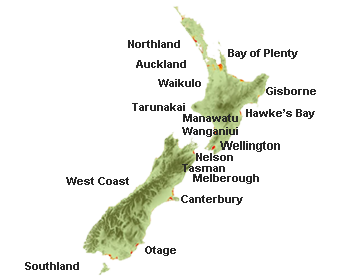 Northland
Bay of Plenty
Auckland
Waikulo
Gisborne
Tarunakai
Hawke's Bay
Manawatu
Wanganiui
Wellington
Nelson
Tasman
Melborough
West Coast
Canterbury
Otage
Southland